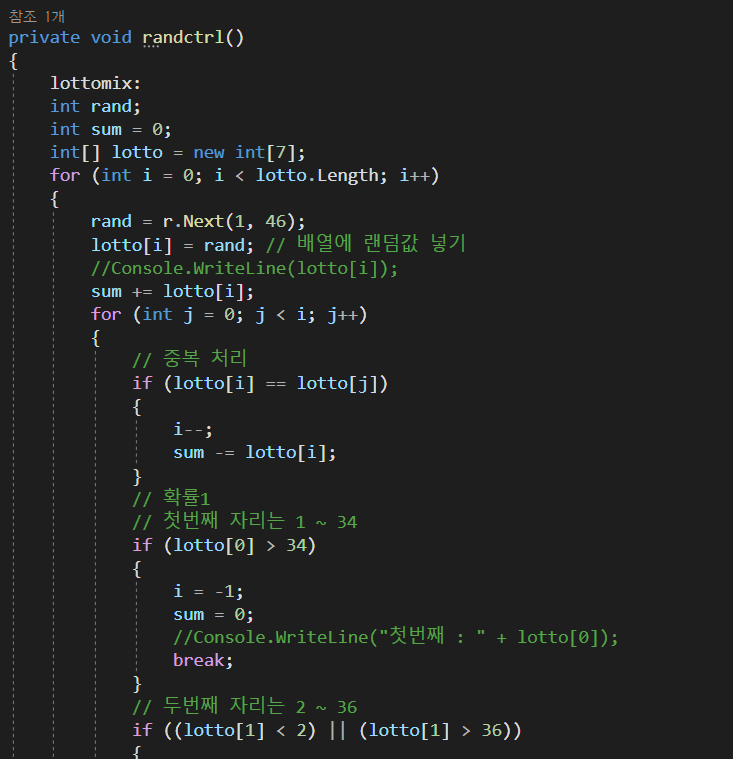 참조 1개
private void randctrl()
{
lottomix:
int rand;
int sum = 0;
int[] lotto = new int[7];
for (int i = 0; i < lotto.Length; i++)
{
rand = r.Next(1, 46);
lotto[i] = rand; // 배열에 랜덤값 넣기
//Console.WriteLine(lotto[i]);
sum += lotto[i];
for (int j = 0; j < i; j++)
{
// 중복 처리
if (lotto[i] == lotto[j])
{
i--;
sum -= lotto[i];
}
// 확률1
// 첫번째 자리는 1 ~ 34
if (lotto[0] > 34)
{
i = -1;
sum = 0;
//Console.WriteLine("첫번째 : " + lotto[0]);
break;
}
// 두번째 자리는 2 ~ 36
if ((lotto[1] < 2) || (lotto[1] > 36))
{